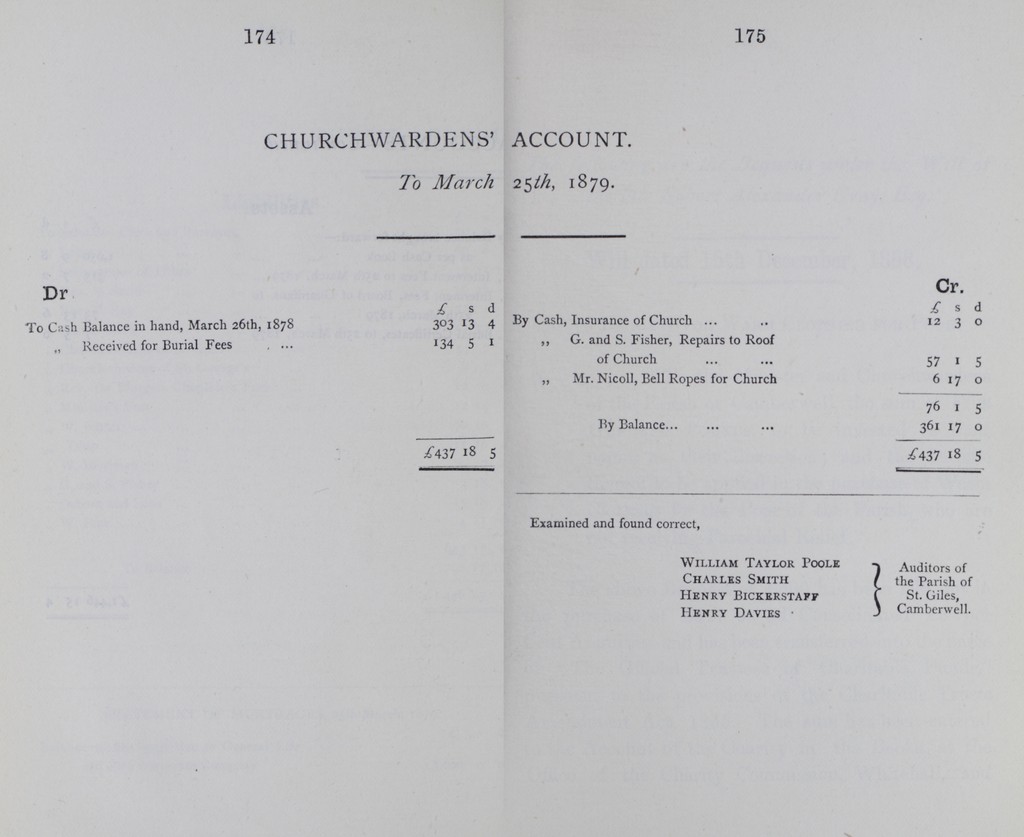 174
175
CHURCHWARDENS' ACCOUNT.
To March 25th, 1879.
Dr.
£ s d
To Cash Balance in hand, March 26th, 1878 303 13 4
„ Received for Burial Fees ... 134 5 1
£437 18 5
Cr.
£ s d
By Cash, Insurance of Church ... .. 12 3 0
„ G. and S. Fisher, Repairs to Roof
of Church ... ... 57 1 5
„ Mr. Nicoll, Bell Ropes for Church 6 17 0
76 1 5
By Balance... ... ... 361 17 0
£437 18 5
Examined and found correct,
WILLIAM TAYLOR POOLE
CHARLES SMITH
HENRY BICKERSTAFF
HENRY DAVIES
Auditors of
the Parish of
St. Giles,
Camberwell.